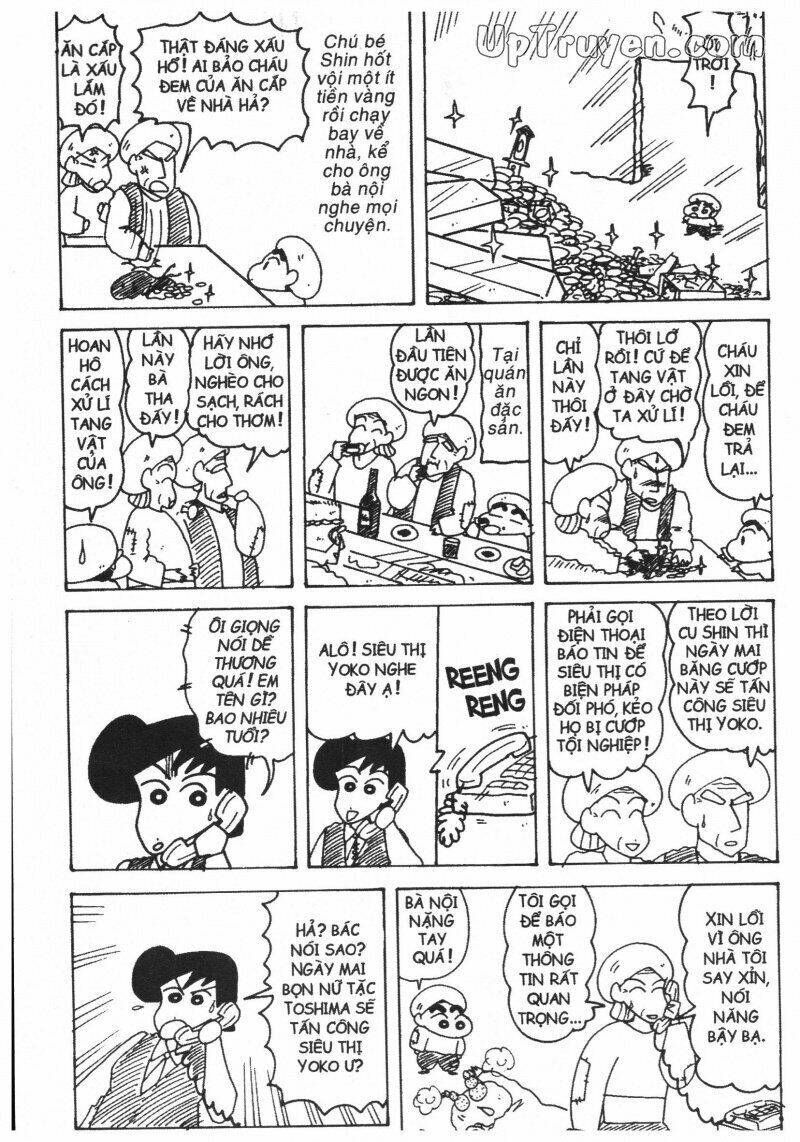 UpTruyen.com
ÔI
TRỜI
!
Chú bé
Shin hốt
vội một ít
tiền vàng
rồi chạy
bay về
nhà, kể
cho ông
bà nội
nghe mọi
chuyện.
THẬT ĐÁNG XẤU
HỔ! AI BẢO CHÁU
ĐEM CỦA ĂN CẮP
VỀ NHÀ HẢ?
ĂN CẮP
LÀ XẤU
LẮM
ĐÓ!
CHÁU
XIN
LỖI, ĐỂ
CHÁU
ĐEM
TRẢ
LẠI...
THÔI LỠ
RỒI! CỨ ĐỂ
TANG VẬT
Ở ĐÂY CHỜ
TA XỬ LÍ!
CHỈ
LẦN
NÀY
THÔI
ĐẤY!
Tại
quán
ăn
đặc
sản.
LẦN
ĐẦU TIÊN
ĐƯỢC ĂN
NGON!
HÃY NHỚ
LỜI ÔNG,
NGHÈO CHO
SẠCH, RÁCH
CHO THƠM!
LẦN
NÀY
BÀ
THA
ĐẤY!
HOAN
HÔ
CÁCH
XỬ LÍ
TANG
VẬT
CỦA
ÔNG!
THEO LỜI
CU SHIN THÌ
NGÀY MAI
BĂNG CƯỚP
NÀY SẼ TẤN
CÔNG SIÊU
THỊ YOKO.
PHẢI GỌI
ĐIỆN THOẠI
BÁO TIN ĐỂ
SIÊU THỊ CÓ
BIỆN PHÁP
ĐỐI PHÓ, KẺO
HỌ BỊ CƯỚP
TỘI NGHIỆP!
REENG
RENG
ALÔ! SIÊU THỊ
YOKO NGHE
ĐÂY Ạ!
ÔI GIỌNG
NÓI DỄ
THƯƠNG
QUÁ! EM
TÊN GÌ?
BAO NHIÊU
TUỔI?
XIN LỖI
VÌ ÔNG
NHÀ TÔI
SAY XỈN,
NÓI
NĂNG
BẬY BẠ.
TÔI GỌI
ĐỂ BÁO
MỘT
THÔNG
TIN RẤT
QUAN
TRỌNG...
BÀ NỘI
NẶNG
TAY
QUÁ!
HẢ? BÁC
NÓI SAO?
NGÀY MAI
BỌN NỮ TẶC
TOSHIMA SẼ
TẤN CÔNG
SIÊU THỊ
YOKO Ư?